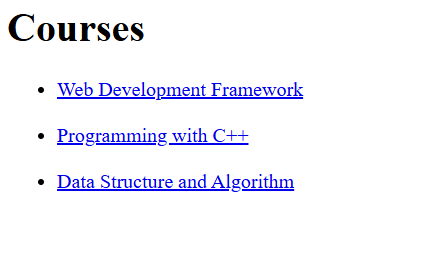 Courses
Web Development Framework
Programming with C++
Data Structure and Algorithm